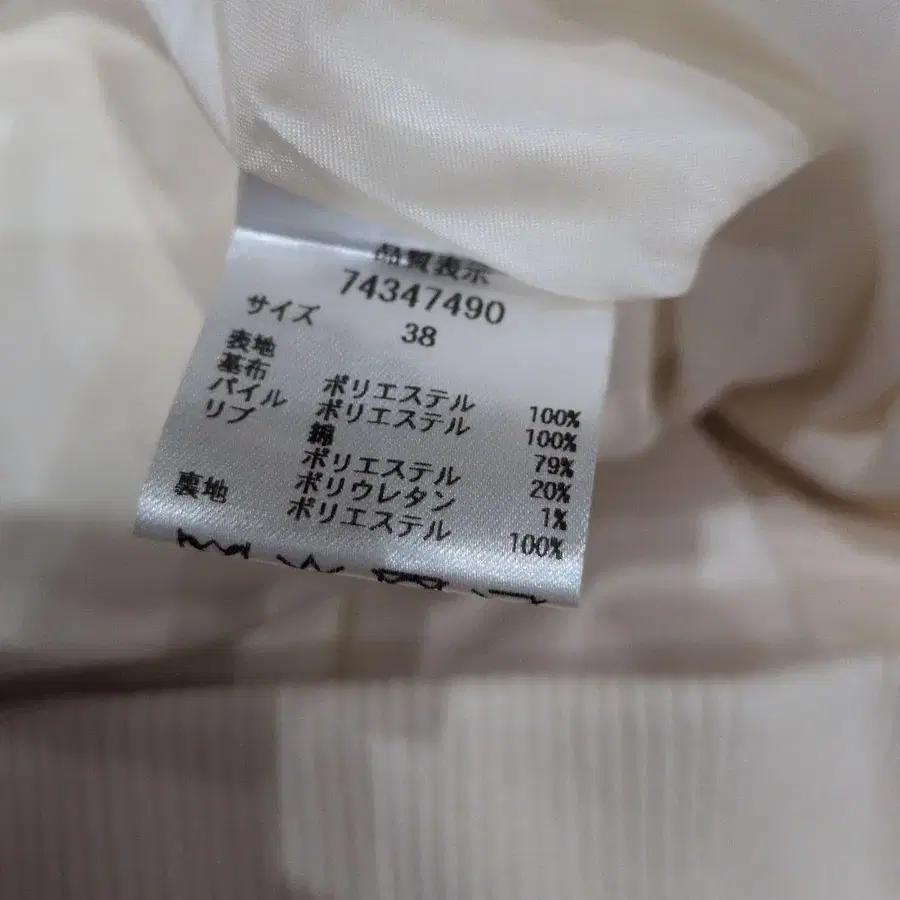 品質表示
74347490
サイズ 38
表地
基布 ポリエステル 100%
パイル ポリエステル 100%
リブ 綿 79%
ポリエステル 20%
ポリウレタン 1%
裏地 ポリエステル 100%